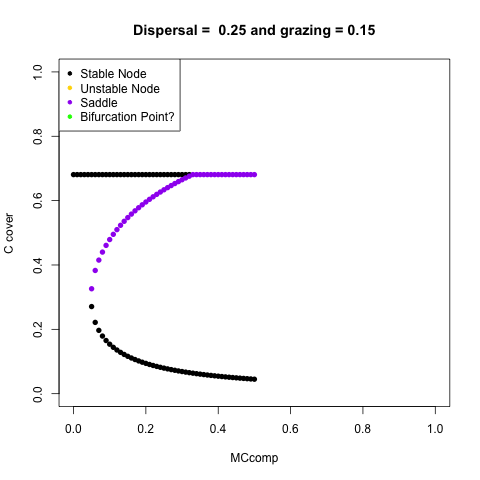 Dispersal =  0.25 and grazing = 0.15
Stable Node
Unstable Node
Saddle
Bifurcation Point?
C cover
1.0
0.8
0.6
0.4
0.2
0.0
0.0 0.2 0.4 0.6 0.8 1.0
MCcomp